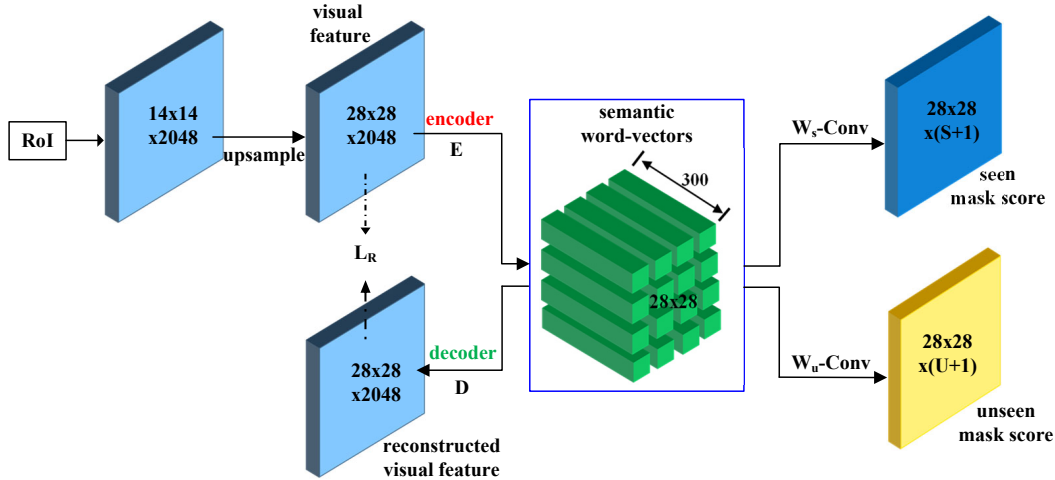 visual
feature
14x14
x2048
28x28
x2048
RoI
upsample
encoder
E
semantic
word-vectors
300
28x28
W_s-Conv
28x28
x(S+1)
seen
mask score
L_R
28x28
x2048
decoder
D
reconstructed
visual feature
W_u-Conv
28x28
x(U+1)
unseen
mask score